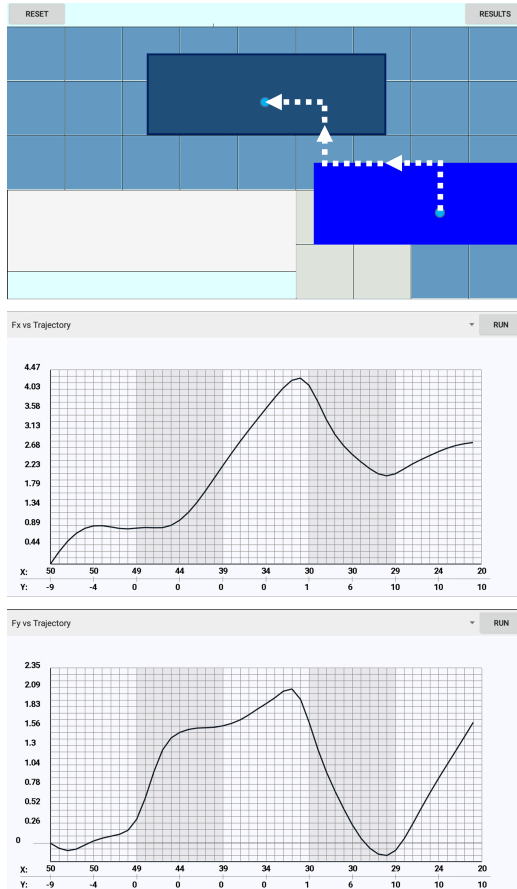 RESET RESULTS
Fx vs Trajectory RUN
4.47
4.03
3.58
3.13
2.68
2.23
1.79
1.34
0.89
0.44
X: 50 50 49 44 39 34 30 30 29 24 20
Y: -9 -4 0 0 0 0 1 6 10 10 10
Fy vs Trajectory RUN
2.35
2.09
1.83
1.56
1.3
1.04
0.78
0.52
0.26
0
X: 50 50 49 44 39 34 30 30 29 24 20
Y: -9 -4 0 0 0 0 1 6 10 10 10